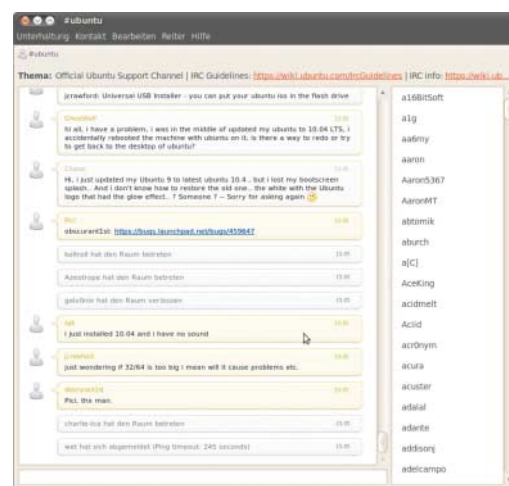 #ubuntu
Unterhaltung Kontakt Bearbeiten Reiter Hilfe
#ubuntu
Thema: Official Ubuntu Support Channel | IRC Guidelines: https://wiki.ubuntu.com/IrcGuidelines | IRC info: https://wiki.ub...
jcrawford: Universal USB Installer - you can put your ubuntu iso in the flash drive
hi all, i have a problem, i was in the middle of updated my ubuntu to 10.04 LTS, i
accidentally rebooted the machine with ubuntu on it, is there a way to redo or try
to get back to the desktop of ubuntu?
Hi, i just updated my Ubuntu 9 to latest ubuntu 10.4.. but i lost my bootscreen
splash.. And i don't know how to restore the old one.. the white with the Ubuntu
logo that had the glow effect.. ? Someone ? -- Sorry for asking again
Pici
obscurant1st: https://bugs.launchpad.net/bugs/459647
hat den Raum betreten
hat den Raum betreten
hat den Raum verlassen
i just installed 10.04 and i have no sound
jcrawford
just wondering if 32/64 is too big i mean will it cause problems etc.
obscurant1st
Pici, the man.
charlie-tca hat den Raum betreten
hat sich abgemeldet (Ping timeout: 245 seconds)
a16BitSoft
a1g
aa6my
aaron
Aaron5367
AaronMT
abtomik
aburch
a[C]
AceKing
acidmelt
Aciid
acr0nym
acura
acuster
adalal
adante
addisonj
adelcampo